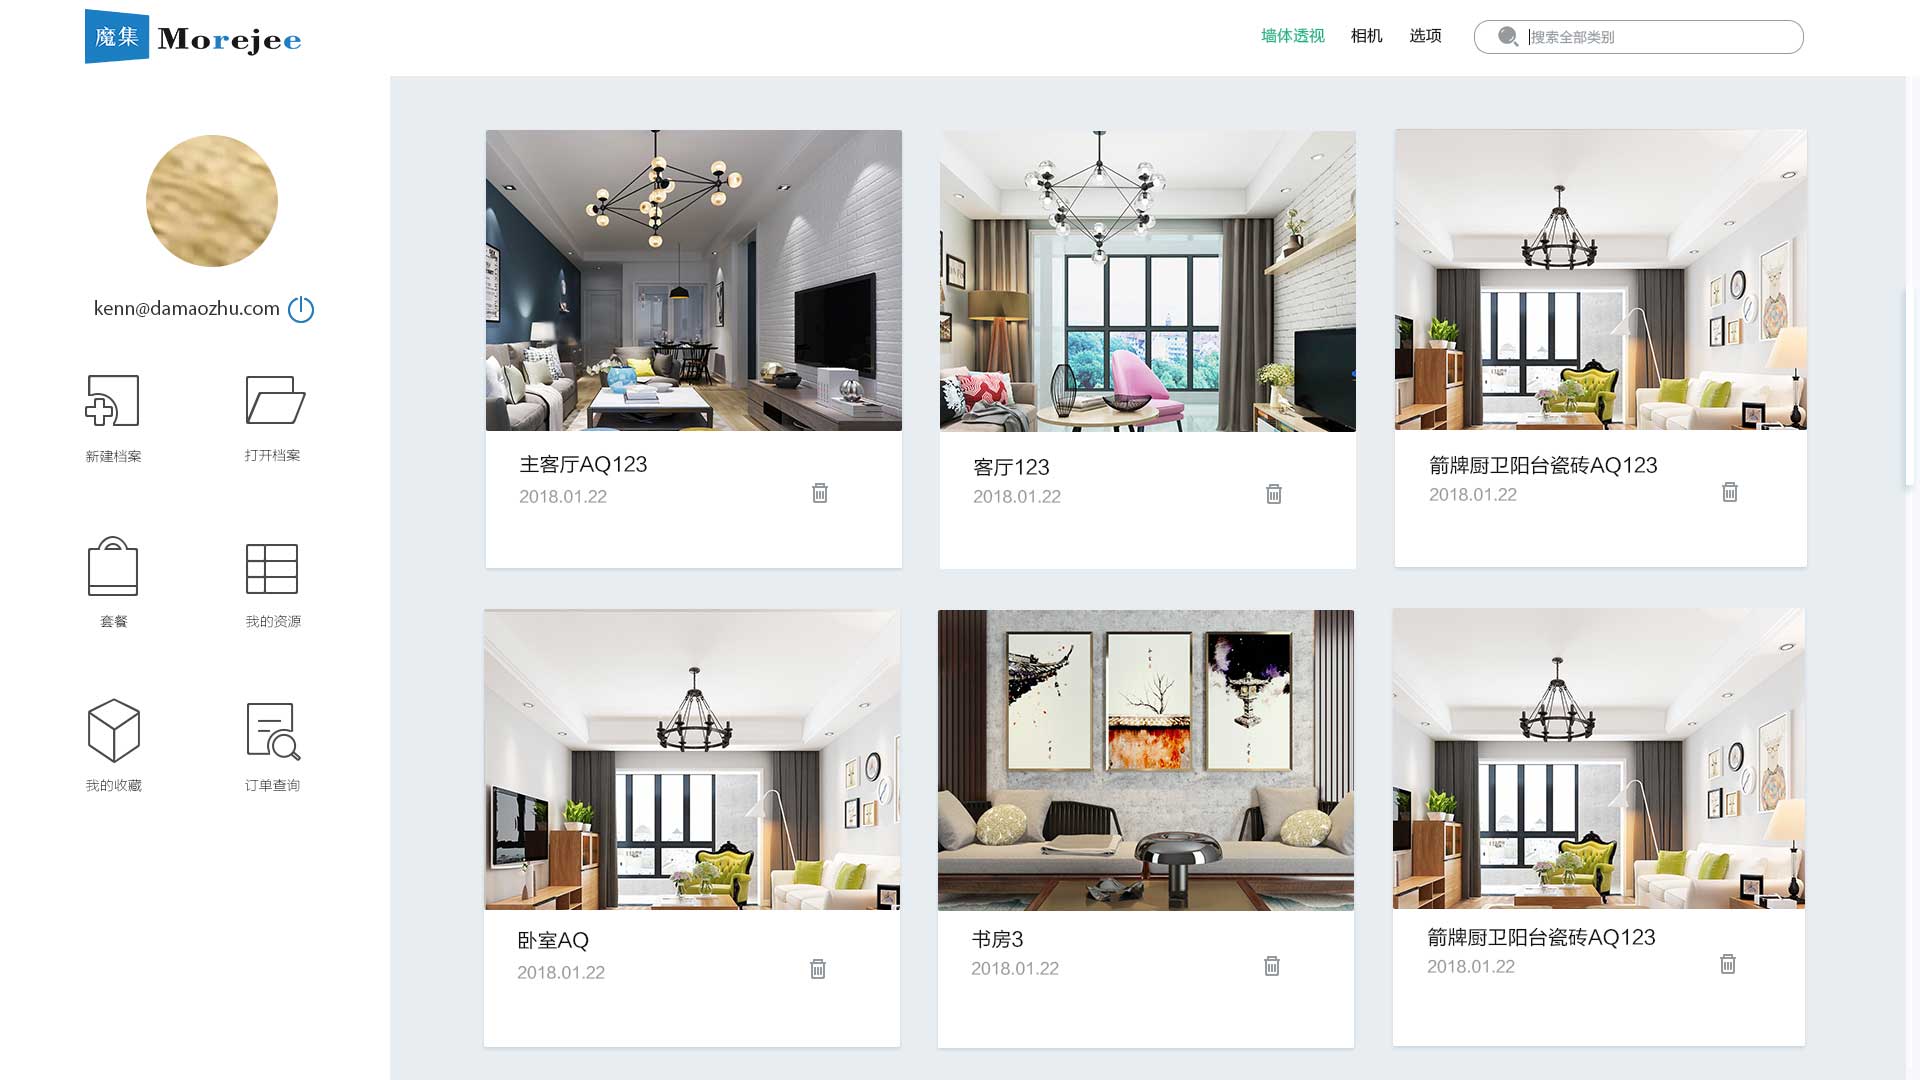 魔集 Morejee
墙体透视 相机 选项 搜索全部类别
kenn@damaozhu.com
新建档案 打开档案
套餐 我的资源
我的收藏 订单查询
主客厅AQ123
2018.01.22
客厅123
2018.01.22
箭牌厨卫阳台瓷砖AQ123
2018.01.22
卧室AQ
2018.01.22
书房3
2018.01.22
箭牌厨卫阳台瓷砖AQ123
2018.01.22